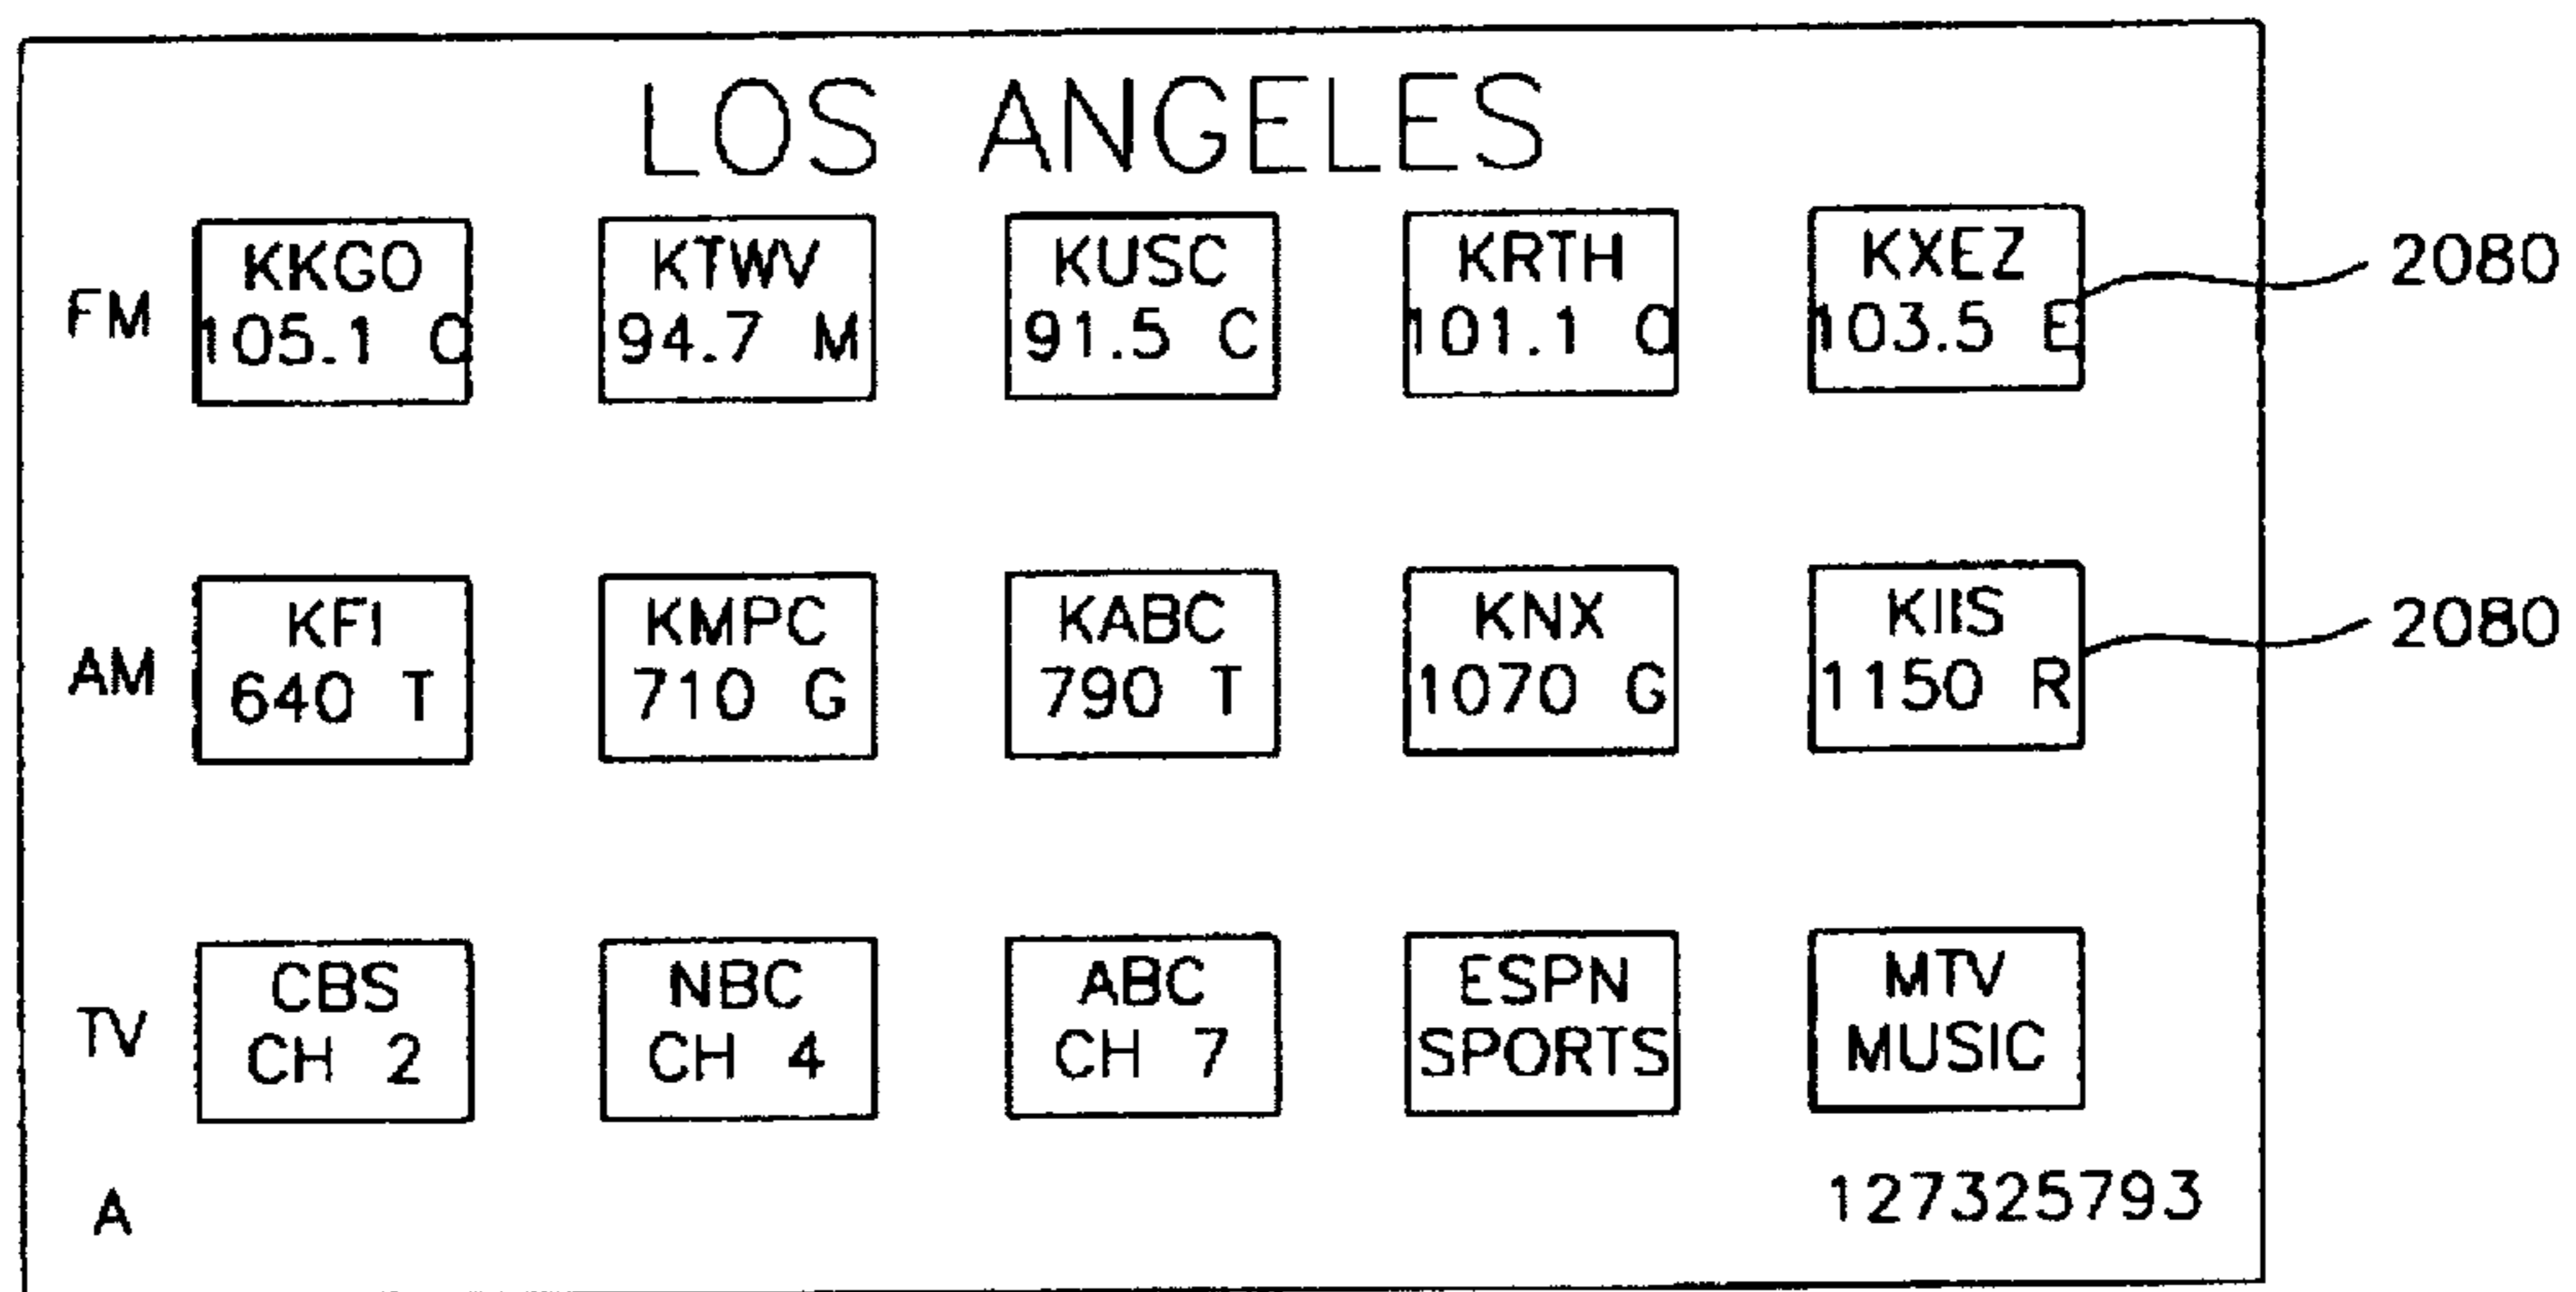 LOS ANGELES
FM
KKGO
105.1 C
KTWV
94.7 M
KUSC
91.5 C
KRTH
101.1 O
KXEZ
103.5 E
2080
AM
KFI
640 T
KMPC
710 G
KABC
790 T
KNX
1070 G
KIIS
1150 R
2080
TV
CBS
CH 2
NBC
CH 4
ABC
CH 7
ESPN
SPORTS
MTV
MUSIC
A
127325793